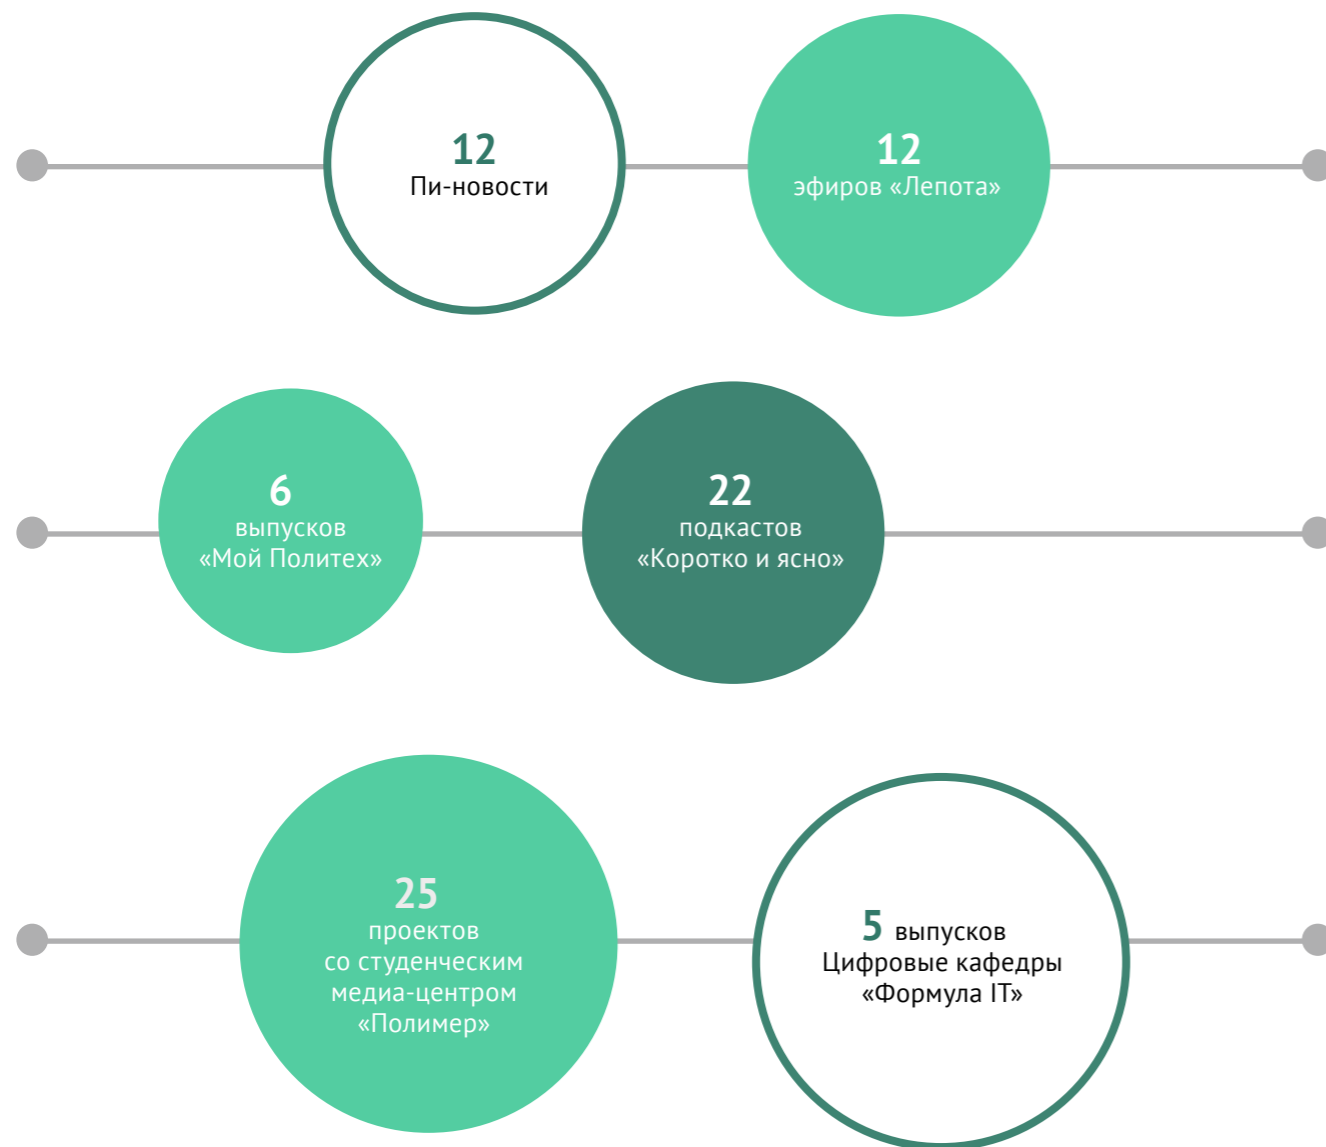 12
Пи-новости
12
эфиров «Лепота»
6
выпусков
«Мой Политех»
22
подкастов
«Коротко и ясно»
25
проектов
со студенческим
медиа-центром
«Полимер»
5 выпусков
Цифровые кафедры
«Формула IT»